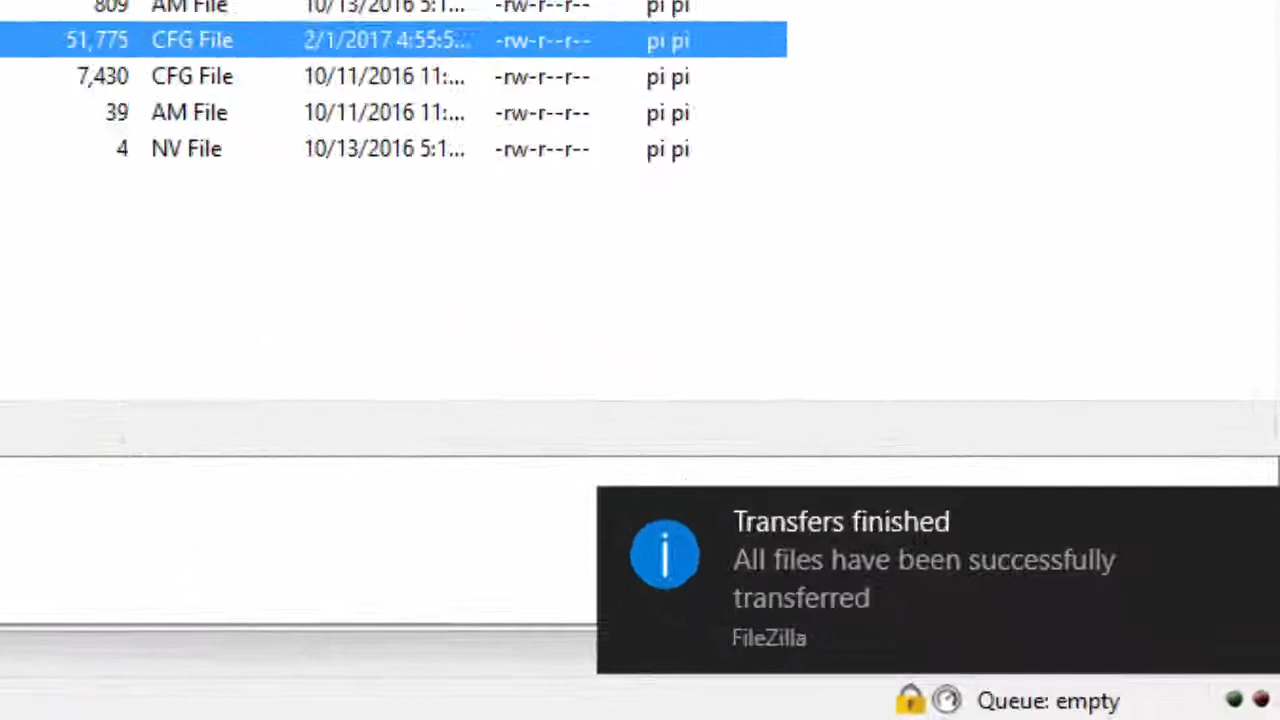 809 AM File 10/13/2016 5:1... -rw-r--r-- pi pi
51,775 CFG File 2/1/2017 4:55:5... -rw-r--r-- pi pi
7,430 CFG File 10/11/2016 11:... -rw-r--r-- pi pi
39 AM File 10/11/2016 11:... -rw-r--r-- pi pi
4 NV File 10/13/2016 5:1... -rw-r--r-- pi pi
Transfers finished
All files have been successfully
transferred
FileZilla
Queue: empty